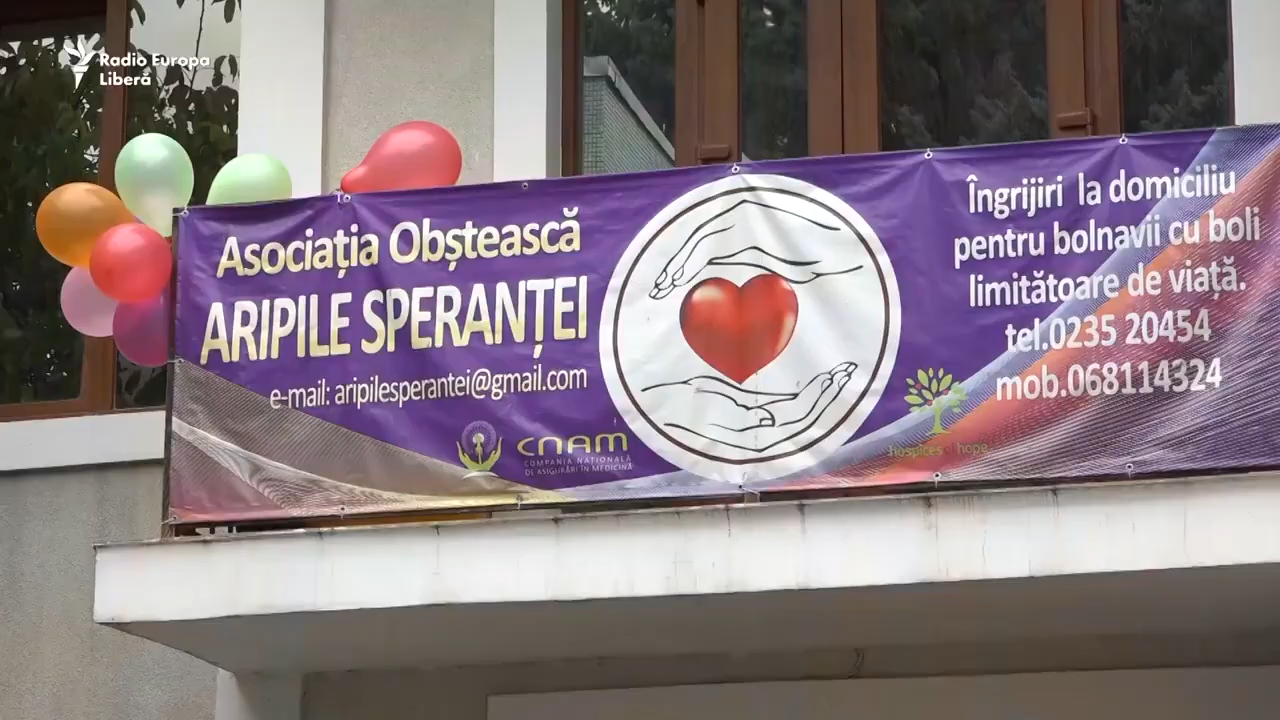 Radio Europa
Liberă
Asociația Obștească
ARIPILE SPERANȚEI
e-mail: aripilesperantei@gmail.com
CNAM
COMPANIA NAȚIONALĂ
DE ASIGURĂRI ÎN MEDICINĂ
Îngrijiri la domiciliu
pentru bolnavii cu boli
limitătoare de viață.
tel.0235 20454
mob.068114324
hospices of hope